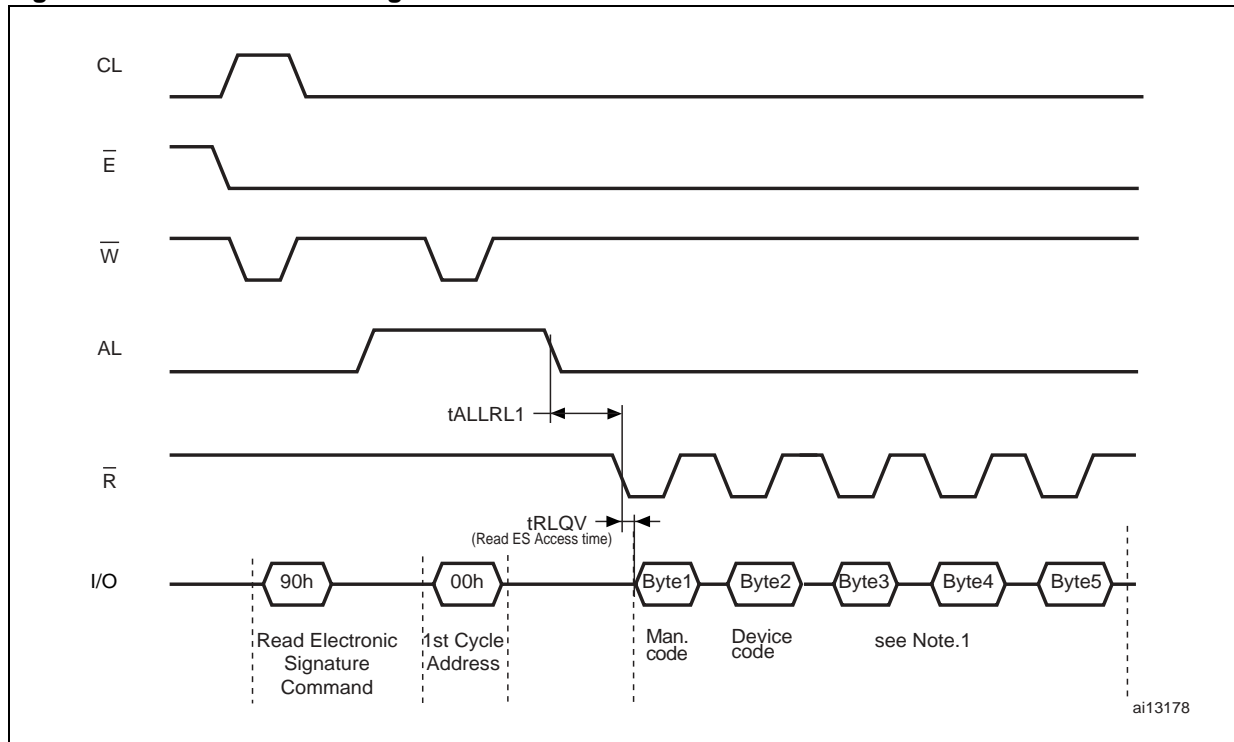 CL
E
W
AL
tALLRL1
R
tRLQV
(Read ES Access time)
I/O
90h
00h
Byte1
Byte2
Byte3
Byte4
Byte5
Read Electronic
Signature
Command
1st Cycle
Address
Man.
code
Device
code
see Note.1
ai13178